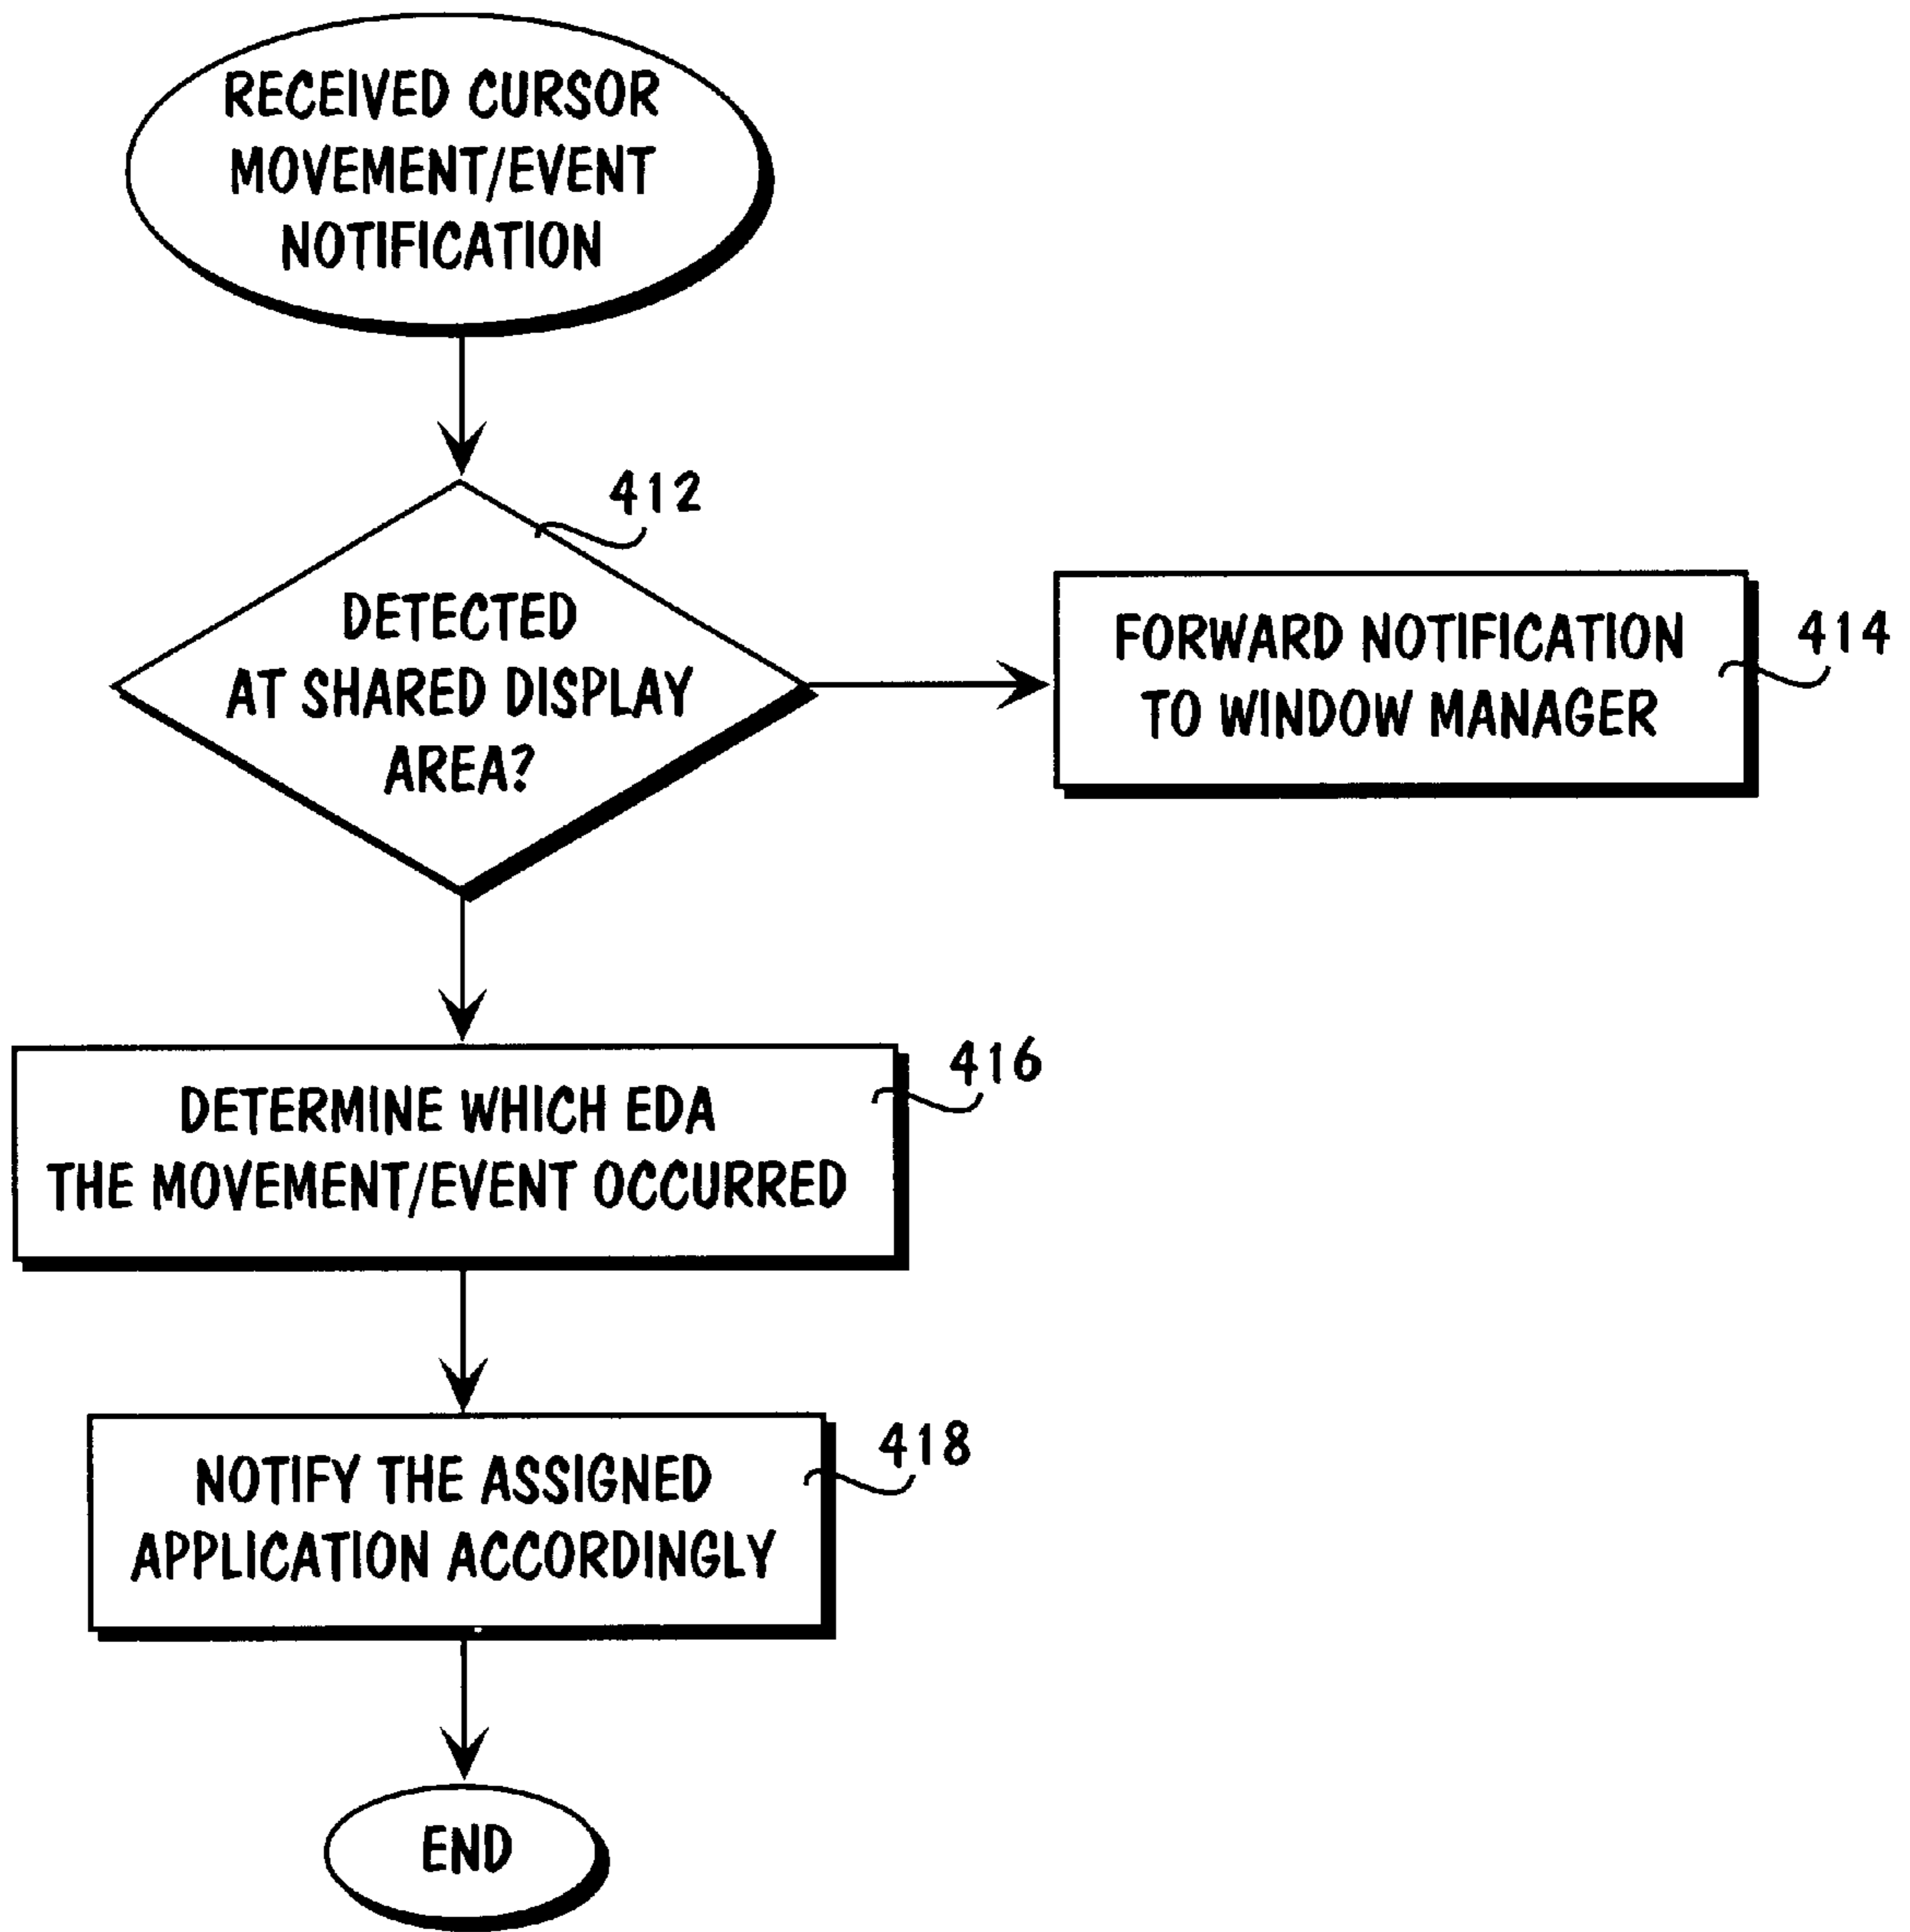 RECEIVED CURSOR
MOVEMENT/EVENT
NOTIFICATION
412
DETECTED
AT SHARED DISPLAY
AREA?
FORWARD NOTIFICATION
TO WINDOW MANAGER
414
416
DETERMINE WHICH EDA
THE MOVEMENT/EVENT OCCURRED
418
NOTIFY THE ASSIGNED
APPLICATION ACCORDINGLY
END